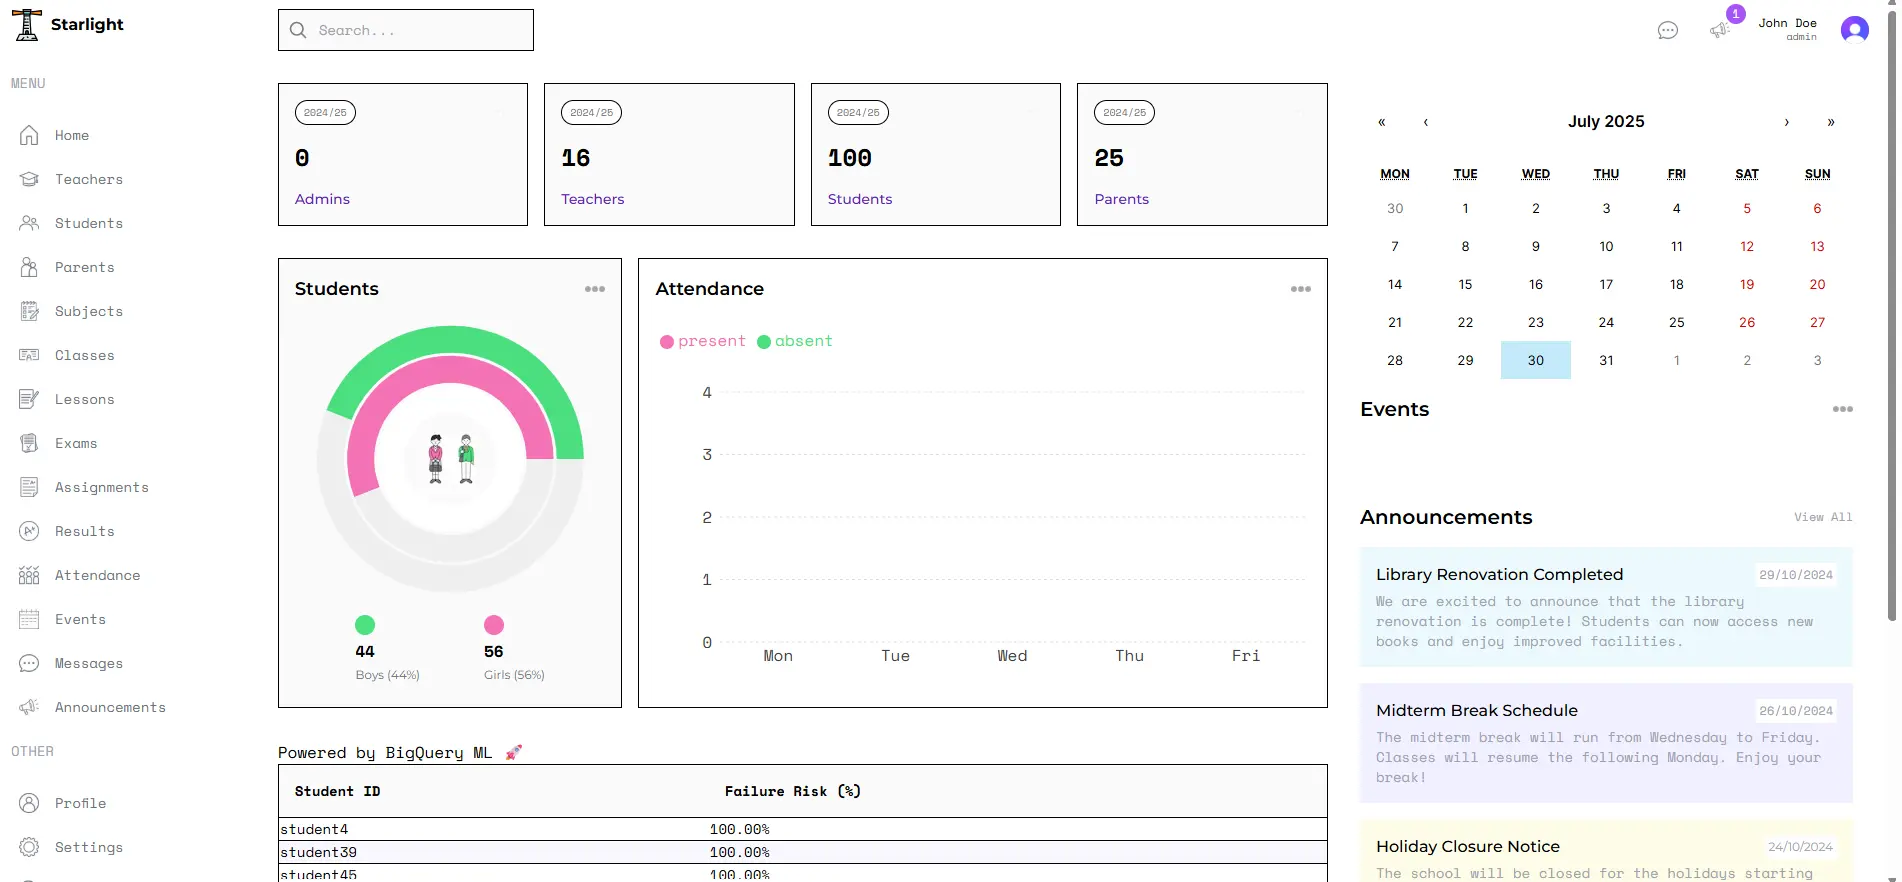 Starlight
Search...
1
John Doe
admin
MENU
Home
Teachers
Students
Parents
Subjects
Classes
Lessons
Exams
Assignments
Results
Attendance
Events
Messages
Announcements
OTHER
Profile
Settings
2024/25
0
Admins
2024/25
16
Teachers
2024/25
100
Students
2024/25
25
Parents
Students
44
Boys (44%)
56
Girls (56%)
Attendance
present absent
4
3
2
1
0
Mon Tue Wed Thu Fri
Powered by BigQuery ML 🚀
Student ID Failure Risk (%)
student4 100.00%
student39 100.00%
student45 100.00%
« ‹ July 2025 › »
MON TUE WED THU FRI SAT SUN
30 1 2 3 4 5 6
7 8 9 10 11 12 13
14 15 16 17 18 19 20
21 22 23 24 25 26 27
28 29 30 31 1 2 3
Events
Announcements View All
Library Renovation Completed 29/10/2024
We are excited to announce that the library
renovation is complete! Students can now access new
books and enjoy improved facilities.
Midterm Break Schedule 26/10/2024
The midterm break will run from Wednesday to Friday.
Classes will resume the following Monday. Enjoy your
break!
Holiday Closure Notice 24/10/2024
The school will be closed for the holidays starting